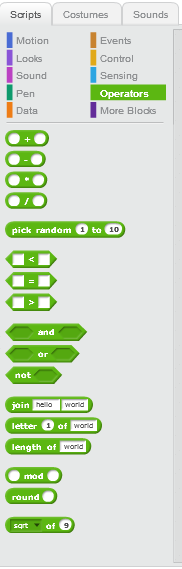 Scripts Costumes Sounds
Motion Events
Looks Control
Sound Sensing
Pen Operators
Data More Blocks
+
-
*
/
pick random 1 to 10
<
=
>
and
or
not
join hello world
letter 1 of world
length of world
mod
round
sqrt of 9